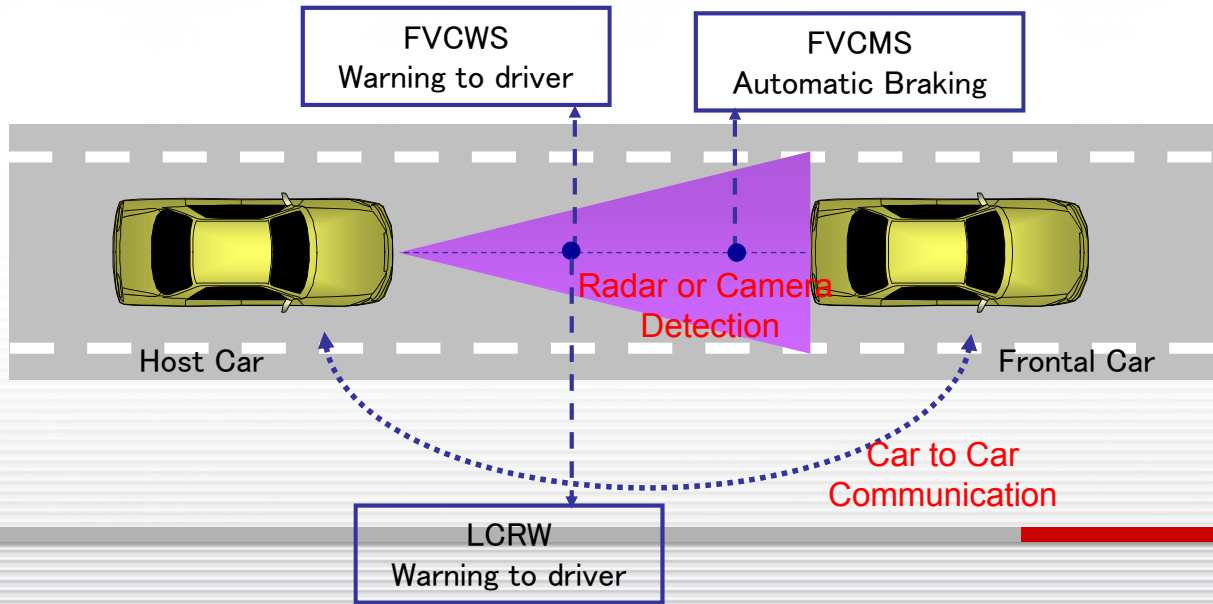 FVCWS
Warning to driver
FVCMS
Automatic Braking
Radar or Camera
Detection
Host Car
Frontal Car
Car to Car
Communication
LCRW
Warning to driver